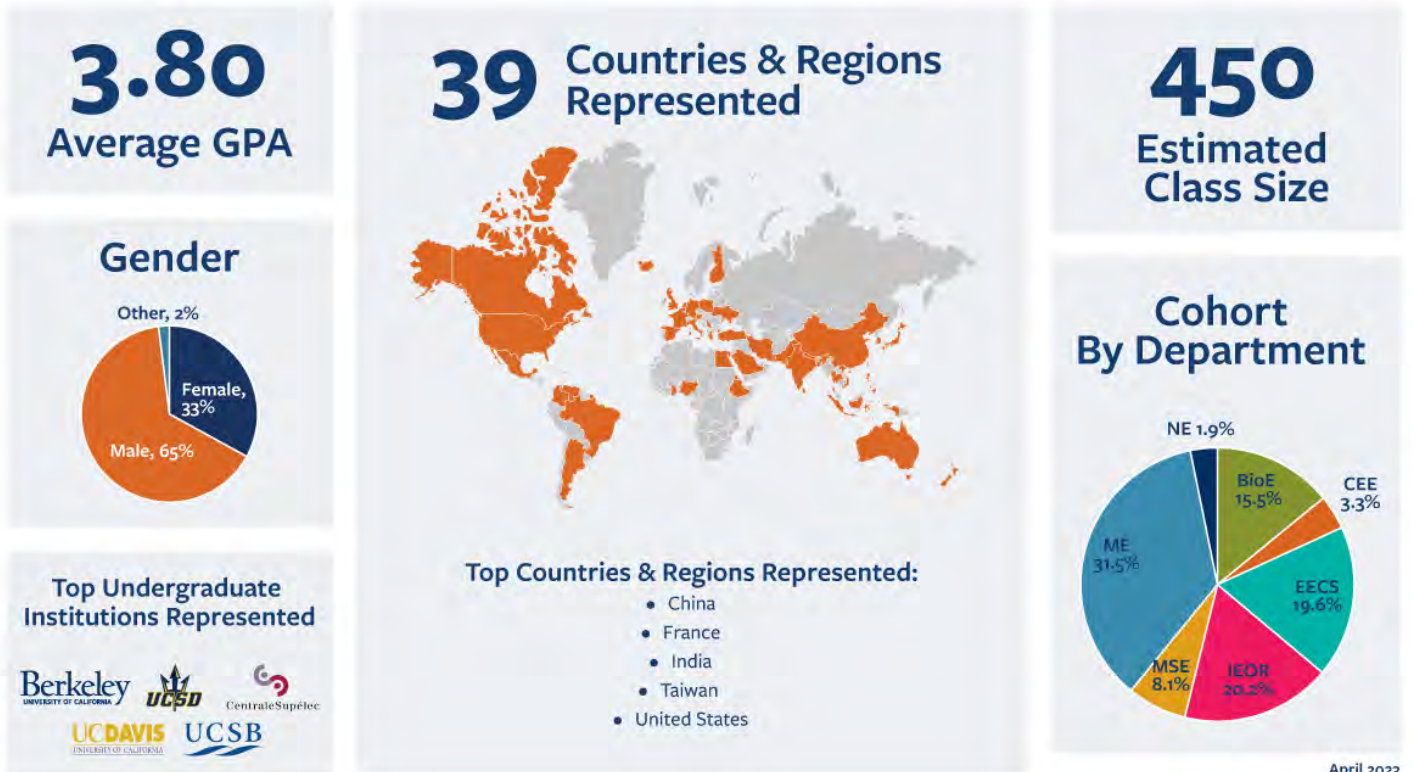 3.80
Average GPA
Gender
Other, 2%
Female,
33%
Male, 65%
Top Undergraduate
Institutions Represented
Berkeley
UNIVERSITY OF CALIFORNIA
UCSD
CentraleSupélec
UCDAVIS
UNIVERSITY OF CALIFORNIA
UCSB
39 Countries & Regions
Represented
Top Countries & Regions Represented:
• China
• France
• India
• Taiwan
• United States
450
Estimated
Class Size
Cohort
By Department
NE 1.9%
BioE
15.5%
CEE
3.3%
ME
31.5%
EECS
19.6%
MSE
8.1%
IEOR
20.2%
April 2023